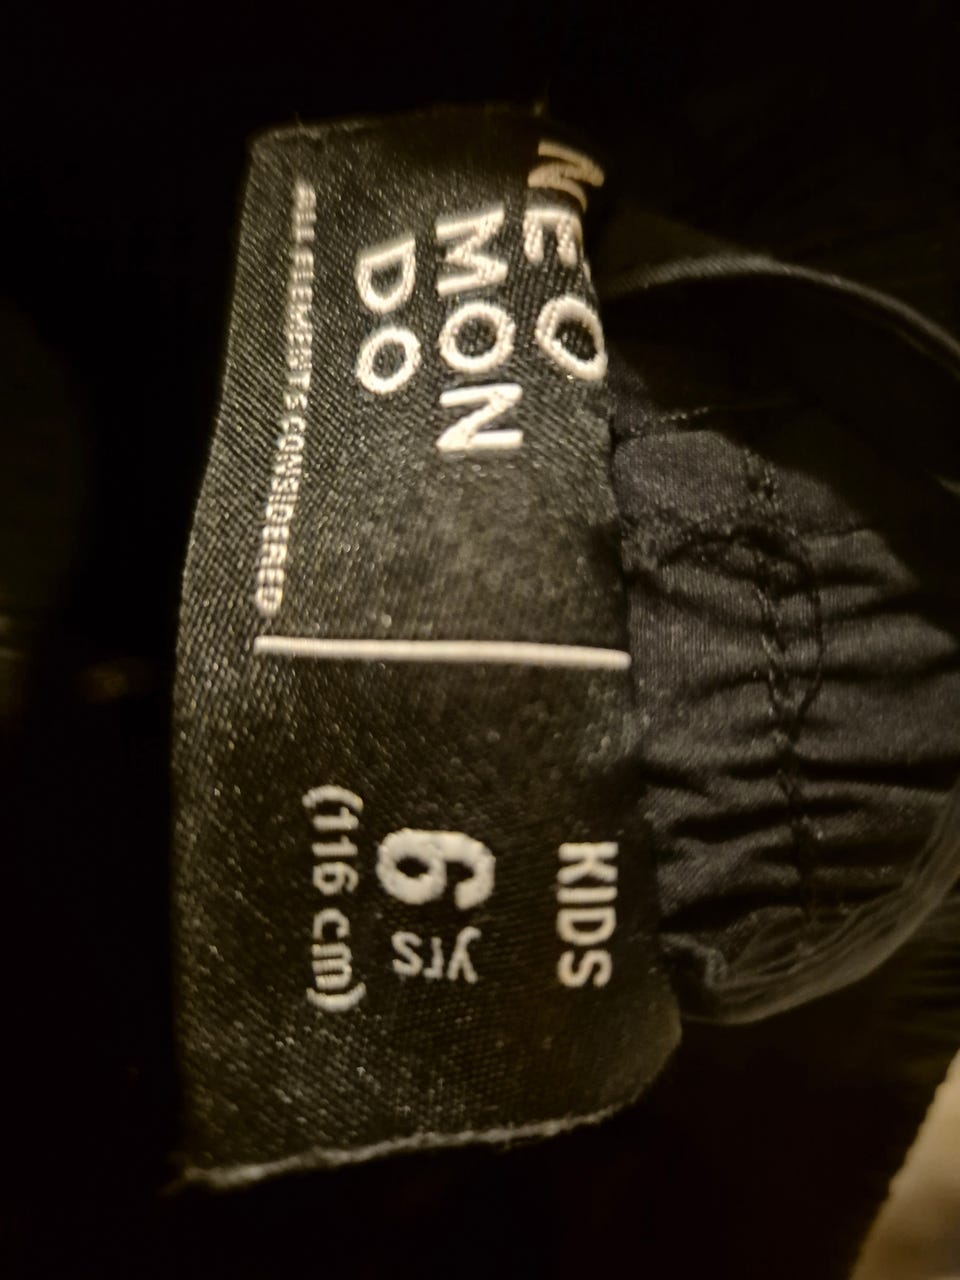 NEO
MON
DO
ALL ELEMENTS CONSIDERED
KIDS
6 yrs
(116 cm)